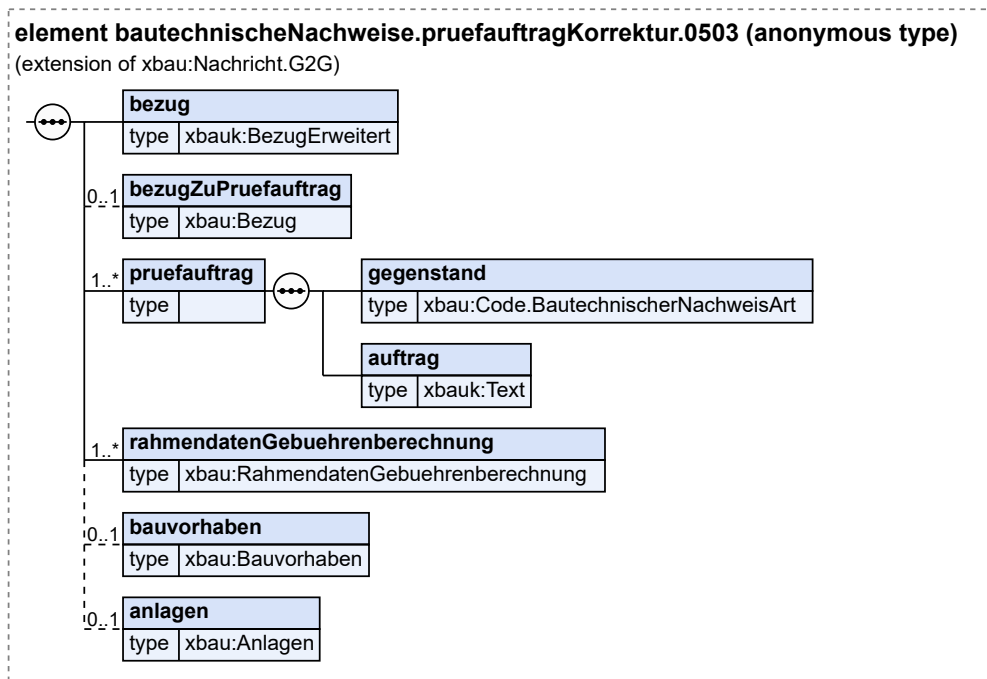 element bautechnischeNachweise.pruefauftragKorrektur.0503 (anonymous type)
(extension of xbau:Nachricht.G2G)
bezug
type xbauk:BezugErweitert
0..1 bezugZuPruefauftrag
type xbau:Bezug
1..* pruefauftrag
type
gegenstand
type xbau:Code.BautechnischerNachweisArt
auftrag
type xbauk:Text
1..* rahmendatenGebuehrenberechnung
type xbau:RahmendatenGebuehrenberechnung
0..1 bauvorhaben
type xbau:Bauvorhaben
0..1 anlagen
type xbau:Anlagen